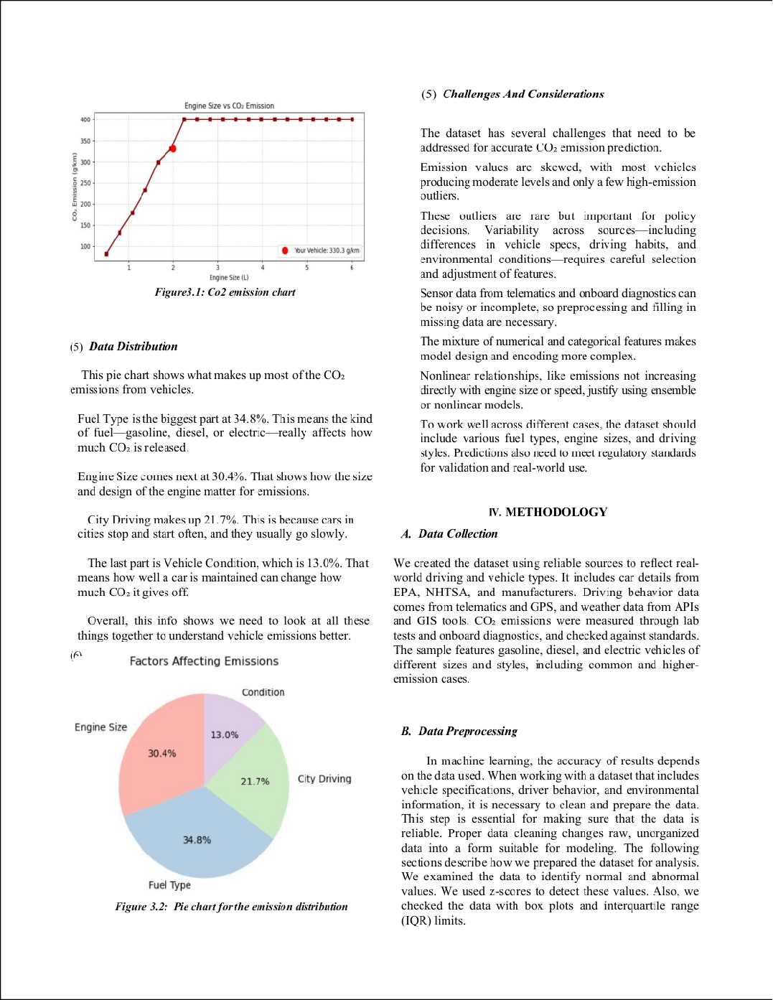 Engine Size vs CO₂ Emission
400
350
300
250
200
150
100
CO₂ Emission (g/km)
Your Vehicle: 330.3 g/km
1 2 3 4 5 6
Engine Size (L)
Figure3.1: Co2 emission chart
(5) Data Distribution
This pie chart shows what makes up most of the CO₂
emissions from vehicles.
Fuel Type is the biggest part at 34.8%. This means the kind
of fuel—gasoline, diesel, or electric—really affects how
much CO₂ is released.
Engine Size comes next at 30.4%. That shows how the size
and design of the engine matter for emissions.
City Driving makes up 21.7%. This is because cars in
cities stop and start often, and they usually go slowly.
The last part is Vehicle Condition, which is 13.0%. That
means how well a car is maintained can change how
much CO₂ it gives off.
Overall, this info shows we need to look at all these
things together to understand vehicle emissions better.
Factors Affecting Emissions
Condition
Engine Size
13.0%
30.4%
21.7%
City Driving
34.8%
Fuel Type
Figure 3.2: Pie chart for the emission distribution
(5) Challenges And Considerations
The dataset has several challenges that need to be
addressed for accurate CO₂ emission prediction.
Emission values are skewed, with most vehicles
producing moderate levels and only a few high-emission
outliers.
These outliers are rare but important for policy
decisions. Variability across sources—including
differences in vehicle specs, driving habits, and
environmental conditions—requires careful selection
and adjustment of features.
Sensor data from telematics and onboard diagnostics can
be noisy or incomplete, so preprocessing and filling in
missing data are necessary.
The mixture of numerical and categorical features makes
model design and encoding more complex.
Nonlinear relationships, like emissions not increasing
directly with engine size or speed, justify using ensemble
or nonlinear models.
To work well across different cases, the dataset should
include various fuel types, engine sizes, and driving
styles. Predictions also need to meet regulatory standards
for validation and real-world use.
IV. METHODOLOGY
A. Data Collection
We created the dataset using reliable sources to reflect real-
world driving and vehicle types. It includes car details from
EPA, NHTSA, and manufacturers. Driving behavior data
comes from telematics and GPS, and weather data from APIs
and GIS tools. CO₂ emissions were measured through lab
tests and onboard diagnostics, and checked against standards.
The sample features gasoline, diesel, and electric vehicles of
different sizes and styles, including common and higher-
emission cases.
B. Data Preprocessing
In machine learning, the accuracy of results depends
on the data used. When working with a dataset that includes
vehicle specifications, driver behavior, and environmental
information, it is necessary to clean and prepare the data.
This step is essential for making sure that the data is
reliable. Proper data cleaning changes raw, unorganized
data into a form suitable for modeling. The following
sections describe how we prepared the dataset for analysis.
We examined the data to identify normal and abnormal
values. We used z-scores to detect these values. Also, we
checked the data with box plots and interquartile range
(IQR) limits.